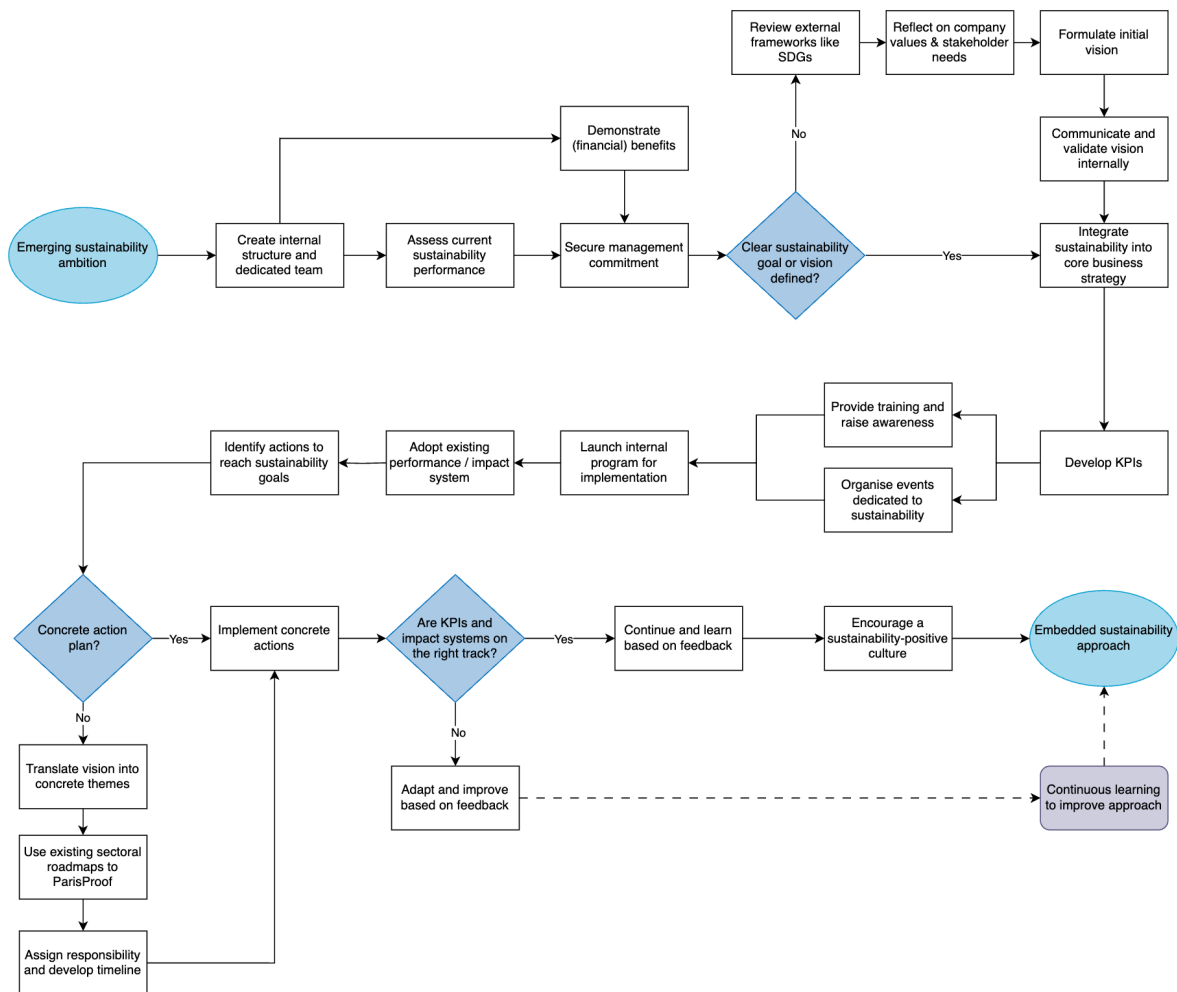 Review external
frameworks like
SDGs
Reflect on company
values & stakeholder
needs
Formulate initial
vision
Demonstrate
(financial) benefits
No
Communicate and
validate vision
internally
Emerging sustainability
ambition
Create internal
structure and
dedicated team
Assess current
sustainability
performance
Secure management
commitment
Clear sustainability
goal or vision
defined?
Yes
Integrate
sustainability into
core business
strategy
Provide training and
raise awareness
Identify actions to
reach sustainability
goals
Adopt existing
performance / impact
system
Launch internal
program for
implementation
Organise events
dedicated to
sustainability
Develop KPIs
Concrete action
plan?
Yes
Implement concrete
actions
Are KPIs and
impact systems on
the right track?
Yes
Continue and learn
based on feedback
Encourage a
sustainability-positive
culture
Embedded sustainability
approach
No
No
Translate vision into
concrete themes
Adapt and improve
based on feedback
Continuous learning
to improve approach
Use existing sectoral
roadmaps to
ParisProof
Assign responsibility
and develop timeline